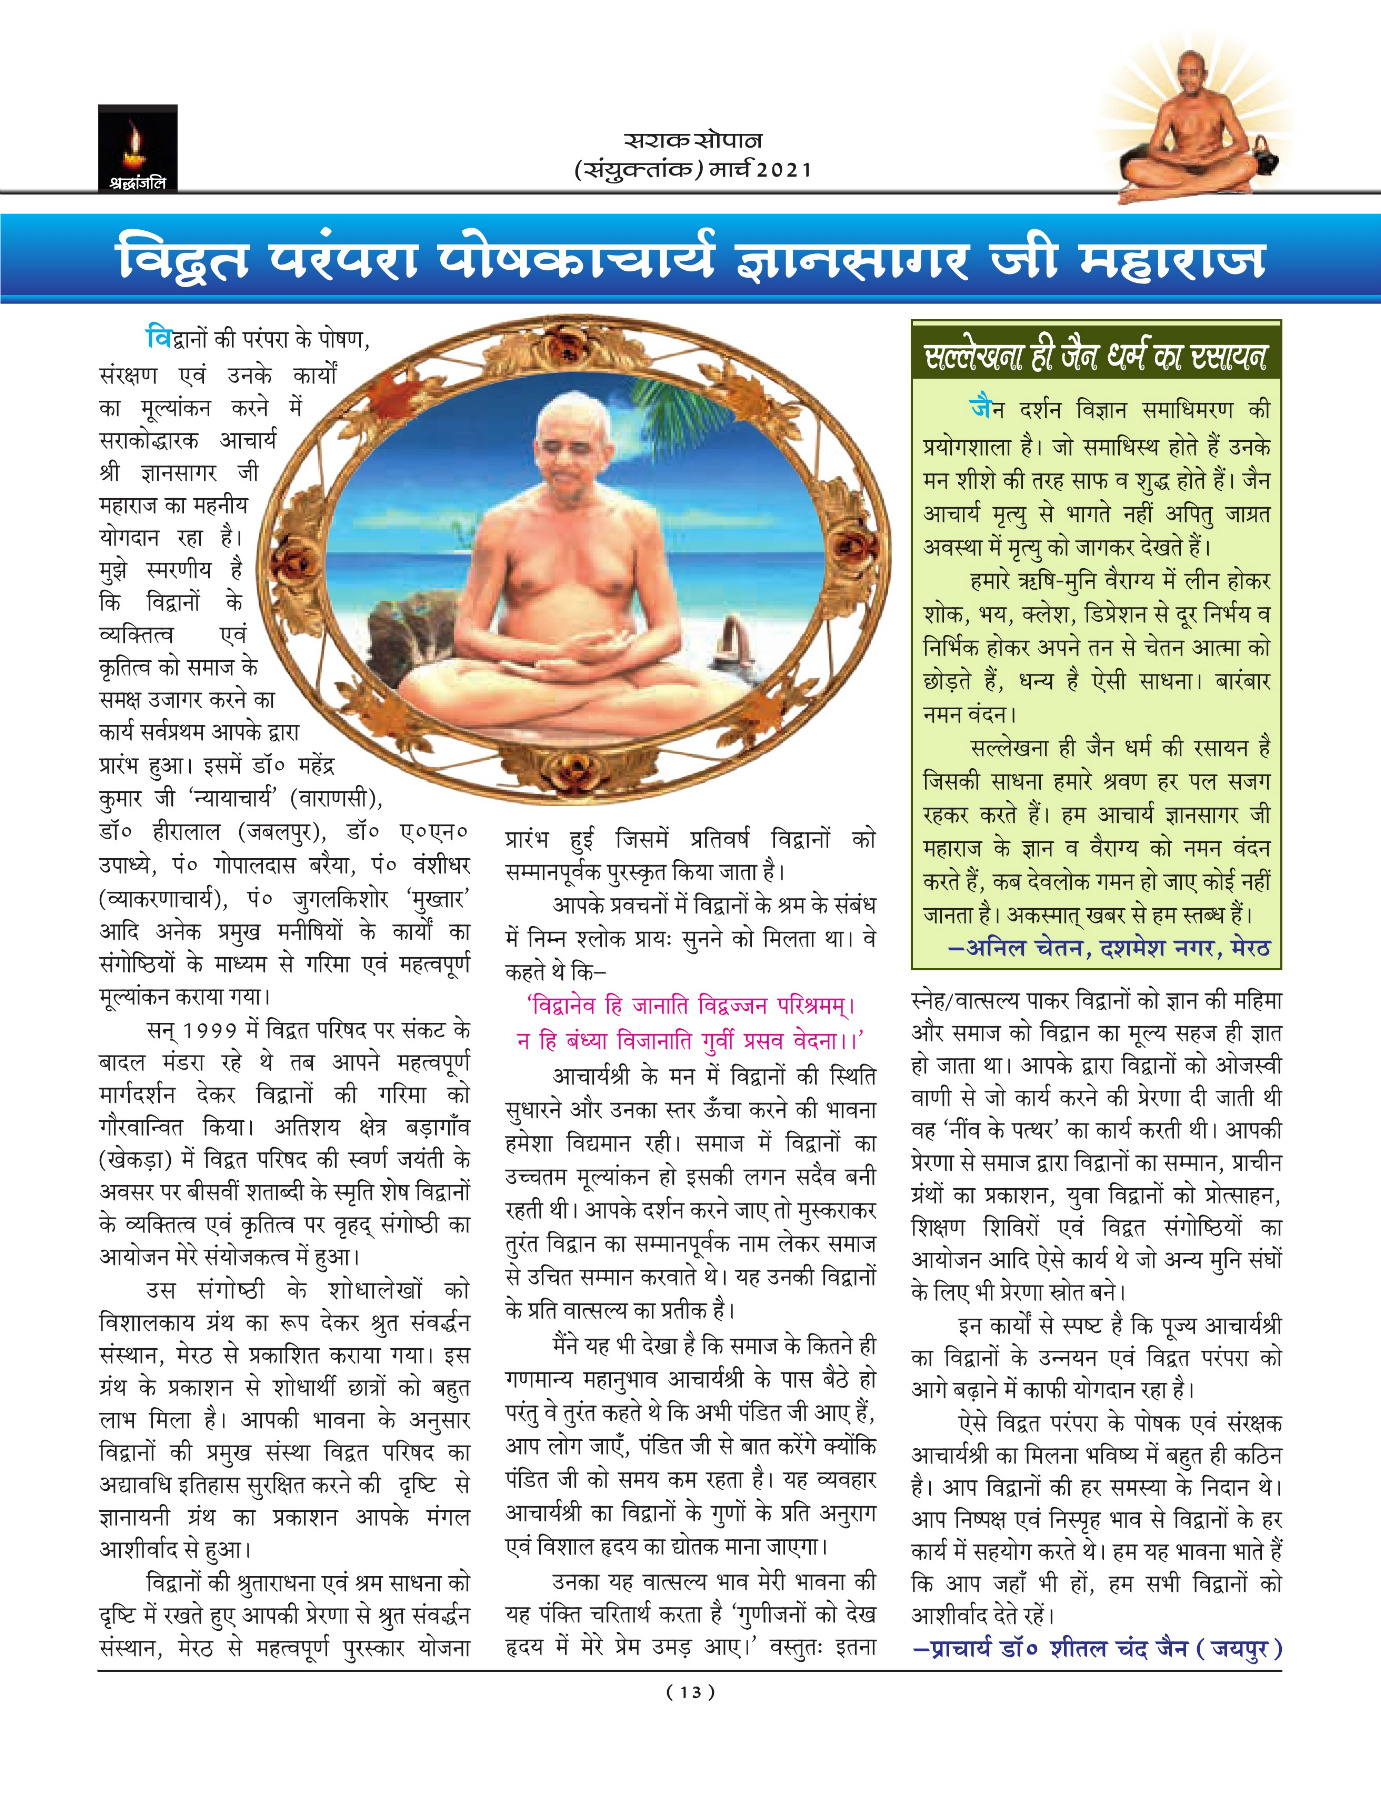 श्रद्धांजलि
सराक सोपान
(संयुक्तांक) मार्च 2021
विद्वत परंपरा पोषकाचार्य ज्ञानसागर जी महाराज
विद्वानों की परंपरा के पोषण,
संरक्षण एवं उनके कार्यों
का मूल्यांकन करने में
सराकोद्धारक आचार्य
श्री ज्ञानसागर जी
महाराज का महनीय
योगदान रहा है।
मुझे स्मरणीय है
कि विद्वानों के
व्यक्तित्व एवं
कृतित्व को समाज के
समक्ष उजागर करने का
कार्य सर्वप्रथम आपके द्वारा
प्रारंभ हुआ। इसमें डॉ० महेंद्र
कुमार जी ‘न्यायाचार्य’ (वाराणसी),
डॉ० हीरालाल (जबलपुर), डॉ० ए०एन०
उपाध्ये, पं० गोपालदास बरैया, पं० वंशीधर
(व्याकरणाचार्य), पं० जुगलकिशोर ‘मुख्तार’
आदि अनेक प्रमुख मनीषियों के कार्यों का
संगोष्ठियों के माध्यम से गरिमा एवं महत्वपूर्ण
मूल्यांकन कराया गया।
सन् 1999 में विद्वत परिषद पर संकट के
बादल मंडरा रहे थे तब आपने महत्वपूर्ण
मार्गदर्शन देकर विद्वानों की गरिमा को
गौरवान्वित किया। अतिशय क्षेत्र बड़ागाँव
(खेकड़ा) में विद्वत परिषद की स्वर्ण जयंती के
अवसर पर बीसवीं शताब्दी के स्मृति शेष विद्वानों
के व्यक्तित्व एवं कृतित्व पर वृहद् संगोष्ठी का
आयोजन मेरे संयोजकत्व में हुआ।
उस संगोष्ठी के शोधालेखों को
विशालकाय ग्रंथ का रूप देकर श्रुत संवर्द्धन
संस्थान, मेरठ से प्रकाशित कराया गया। इस
ग्रंथ के प्रकाशन से शोधार्थी छात्रों को बहुत
लाभ मिला है। आपकी भावना के अनुसार
विद्वानों की प्रमुख संस्था विद्वत परिषद का
अद्यावधि इतिहास सुरक्षित करने की दृष्टि से
ज्ञानायनी ग्रंथ का प्रकाशन आपके मंगल
आशीर्वाद से हुआ।
विद्वानों की श्रुताराधना एवं श्रम साधना को
दृष्टि में रखते हुए आपकी प्रेरणा से श्रुत संवर्द्धन
संस्थान, मेरठ से महत्वपूर्ण पुरस्कार योजना
प्रारंभ हुई जिसमें प्रतिवर्ष विद्वानों को
सम्मानपूर्वक पुरस्कृत किया जाता है।
आपके प्रवचनों में विद्वानों के श्रम के संबंध
में निम्न श्लोक प्रायः सुनने को मिलता था। वे
कहते थे कि–
‘विद्वानेव हि जानाति विद्वज्जन परिश्रमम्।
न हि बंध्या विजानाति गुर्वी प्रसव वेदना।।’
आचार्यश्री के मन में विद्वानों की स्थिति
सुधारने और उनका स्तर ऊँचा करने की भावना
हमेशा विद्यमान रही। समाज में विद्वानों का
उच्चतम मूल्यांकन हो इसकी लगन सदैव बनी
रहती थी। आपके दर्शन करने जाए तो मुस्कराकर
तुरंत विद्वान का सम्मानपूर्वक नाम लेकर समाज
से उचित सम्मान करवाते थे। यह उनकी विद्वानों
के प्रति वात्सल्य का प्रतीक है।
मैंने यह भी देखा है कि समाज के कितने ही
गणमान्य महानुभाव आचार्यश्री के पास बैठे हो
परंतु वे तुरंत कहते थे कि अभी पंडित जी आए हैं,
आप लोग जाएँ, पंडित जी से बात करेंगे क्योंकि
पंडित जी को समय कम रहता है। यह व्यवहार
आचार्यश्री का विद्वानों के गुणों के प्रति अनुराग
एवं विशाल हृदय का द्योतक माना जाएगा।
उनका यह वात्सल्य भाव मेरी भावना की
यह पंक्ति चरितार्थ करता है ‘गुणीजनों को देख
हृदय में मेरे प्रेम उमड़ आए।’ वस्तुतः इतना
सल्लेखना ही जैन धर्म का रसायन
जैन दर्शन विज्ञान समाधिमरण की
प्रयोगशाला है। जो समाधिस्थ होते हैं उनके
मन शीशे की तरह साफ व शुद्ध होते हैं। जैन
आचार्य मृत्यु से भागते नहीं अपितु जाग्रत
अवस्था में मृत्यु को जागकर देखते हैं।
हमारे ऋषि-मुनि वैराग्य में लीन होकर
शोक, भय, क्लेश, डिप्रेशन से दूर निर्भय व
निर्भिक होकर अपने तन से चेतन आत्मा को
छोड़ते हैं, धन्य है ऐसी साधना। बारंबार
नमन वंदन।
सल्लेखना ही जैन धर्म की रसायन है
जिसकी साधना हमारे श्रवण हर पल सजग
रहकर करते हैं। हम आचार्य ज्ञानसागर जी
महाराज के ज्ञान व वैराग्य को नमन वंदन
करते हैं, कब देवलोक गमन हो जाए कोई नहीं
जानता है। अकस्मात् खबर से हम स्तब्ध हैं।
–अनिल चेतन, दशमेश नगर, मेरठ
स्नेह/वात्सल्य पाकर विद्वानों को ज्ञान की महिमा
और समाज को विद्वान का मूल्य सहज ही ज्ञात
हो जाता था। आपके द्वारा विद्वानों को ओजस्वी
वाणी से जो कार्य करने की प्रेरणा दी जाती थी
वह ‘नींव के पत्थर’ का कार्य करती थी। आपकी
प्रेरणा से समाज द्वारा विद्वानों का सम्मान, प्राचीन
ग्रंथों का प्रकाशन, युवा विद्वानों को प्रोत्साहन,
शिक्षण शिविरों एवं विद्वत संगोष्ठियों का
आयोजन आदि ऐसे कार्य थे जो अन्य मुनि संघों
के लिए भी प्रेरणा स्रोत बने।
इन कार्यों से स्पष्ट है कि पूज्य आचार्यश्री
का विद्वानों के उन्नयन एवं विद्वत परंपरा को
आगे बढ़ाने में काफी योगदान रहा है।
ऐसे विद्वत परंपरा के पोषक एवं संरक्षक
आचार्यश्री का मिलना भविष्य में बहुत ही कठिन
है। आप विद्वानों की हर समस्या के निदान थे।
आप निष्पक्ष एवं निस्पृह भाव से विद्वानों के हर
कार्य में सहयोग करते थे। हम यह भावना भाते हैं
कि आप जहाँ भी हों, हम सभी विद्वानों को
आशीर्वाद देते रहें।
–प्राचार्य डॉ० शीतल चंद जैन ( जयपुर )
( 13 )